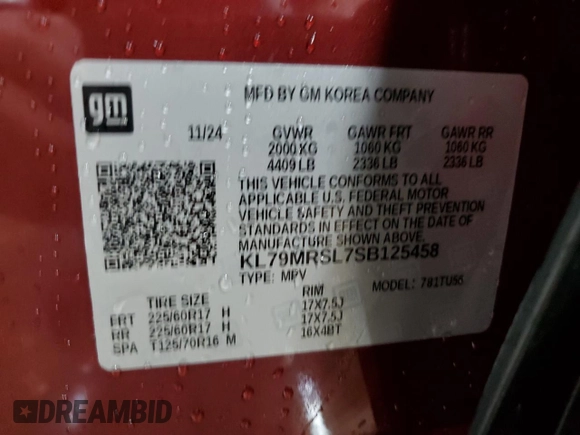 gm
MFD BY GM KOREA COMPANY
11/24
GVWR GAWR FRT GAWR RR
2000 KG 1060 KG 1060 KG
4409 LB 2336 LB 2336 LB
THIS VEHICLE CONFORMS TO ALL
APPLICABLE U.S. FEDERAL MOTOR
VEHICLE SAFETY AND THEFT PREVENTION
STANDARDS IN EFFECT ON THE DATE OF
MANUFACTURE SHOWN ABOVE.
KL79MRSL7SB125458
TYPE: MPV MODEL: 781TU55
TIRE SIZE RIM
FRT 225/60R17 H 17X7.5J
RR 225/60R17 H 17X7.5J
SPA T125/70R16 M 16X4BT
DREAMBID